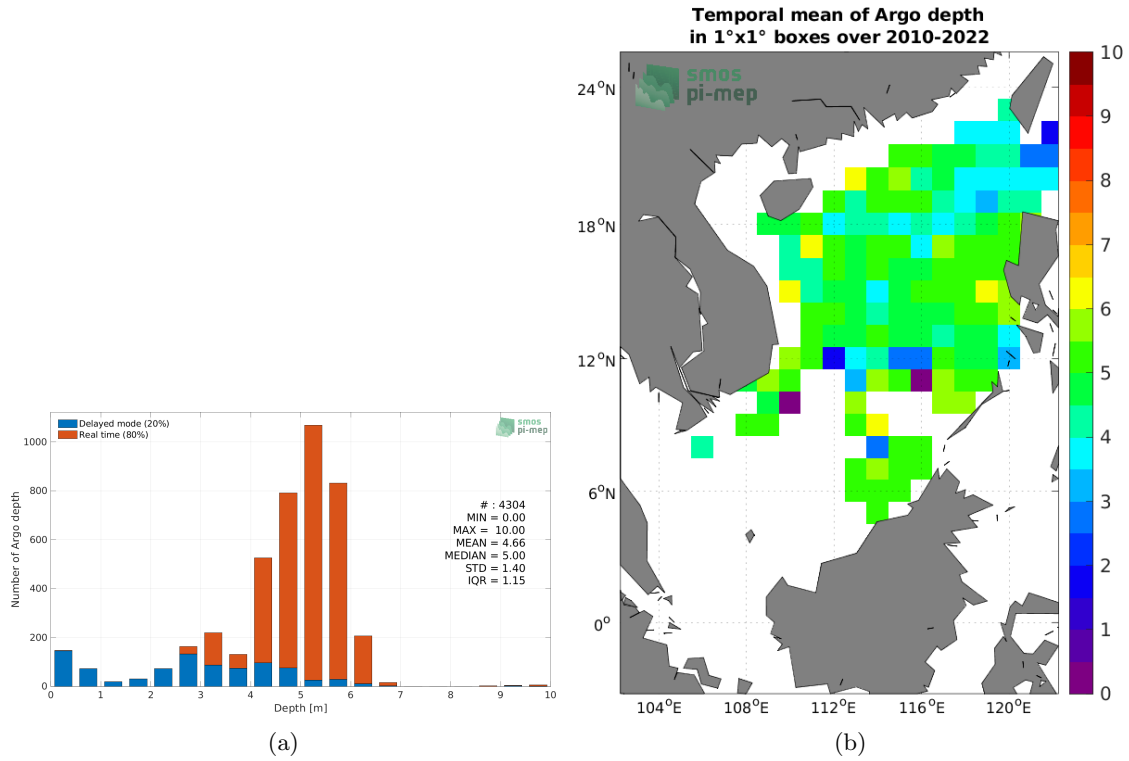 Temporal mean of Argo depth
in 1°x1° boxes over 2010-2022
smos
pi-mep
24°N
18°N
12°N
6°N
0°
104°E
108°E
112°E
116°E
120°E
10
9
8
7
6
5
4
3
2
1
0
Delayed mode (20%)
Real time (80%)
smos
pi-mep
# : 4304
MIN = 0.00
MAX = 10.00
MEAN = 4.66
MEDIAN = 5.00
STD = 1.40
IQR = 1.15
Number of Argo depth
1000
800
600
400
200
0
0 1 2 3 4 5 6 7 8 9 10
Depth [m]
(a)
(b)